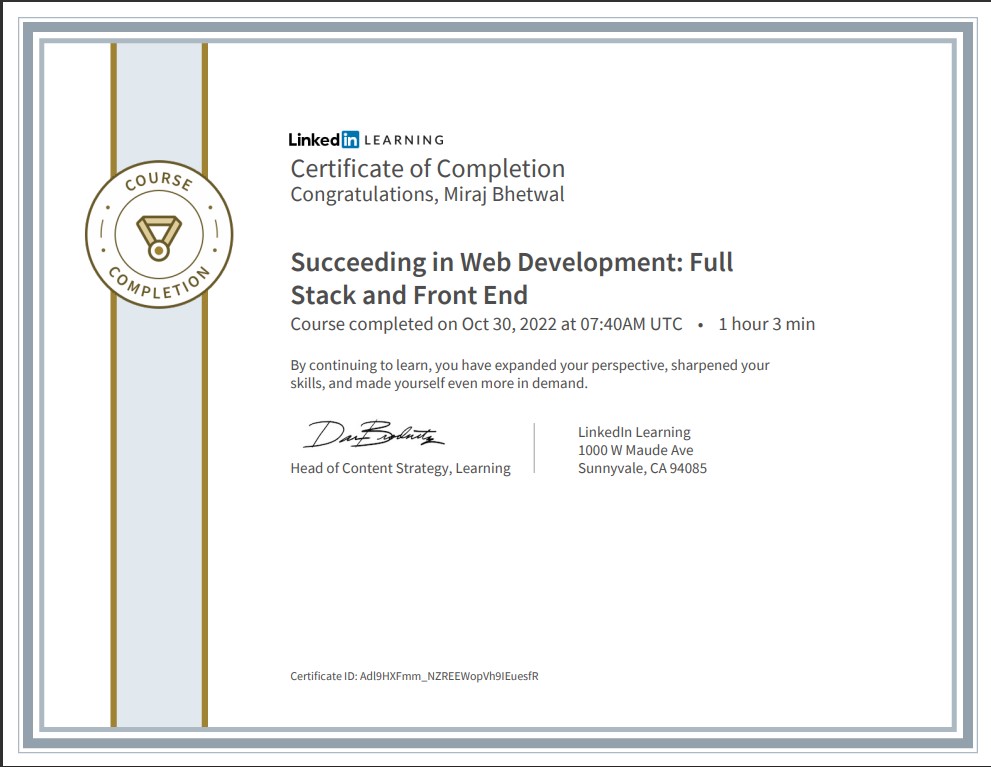 COURSE
COMPLETION
Linked in LEARNING
Certificate of Completion
Congratulations, Miraj Bhetwal
Succeeding in Web Development: Full
Stack and Front End
Course completed on Oct 30, 2022 at 07:40AM UTC • 1 hour 3 min
By continuing to learn, you have expanded your perspective, sharpened your
skills, and made yourself even more in demand.
Head of Content Strategy, Learning
LinkedIn Learning
1000 W Maude Ave
Sunnyvale, CA 94085
Certificate ID: Adl9HXFmm_NZREEWopVh9IEuesfR